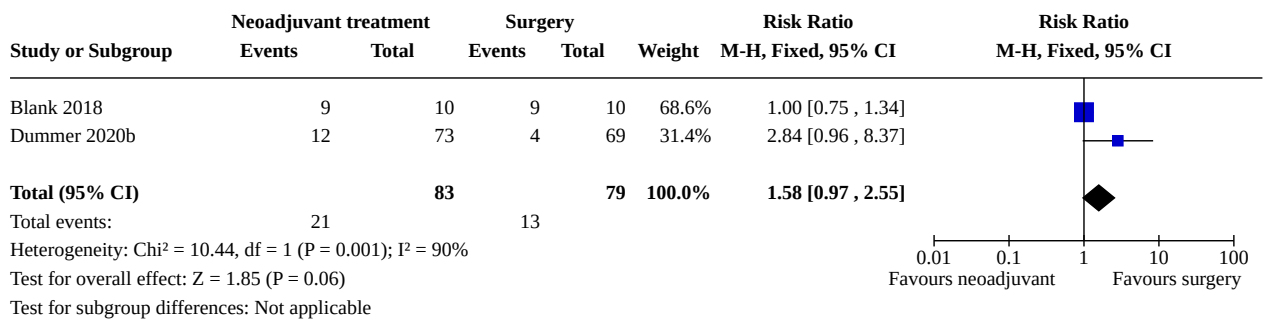 Neoadjuvant treatment Surgery Risk Ratio Risk Ratio
Study or Subgroup Events Total Events Total Weight M-H, Fixed, 95% CI M-H, Fixed, 95% CI
Blank 2018 9 10 9 10 68.6% 1.00 [0.75 , 1.34]
Dummer 2020b 12 73 4 69 31.4% 2.84 [0.96 , 8.37]
Total (95% CI) 83 79 100.0% 1.58 [0.97 , 2.55]
Total events: 21 13
Heterogeneity: Chi² = 10.44, df = 1 (P = 0.001); I² = 90%
0.01 0.1 1 10 100
Test for overall effect: Z = 1.85 (P = 0.06) Favours neoadjuvant Favours surgery
Test for subgroup differences: Not applicable